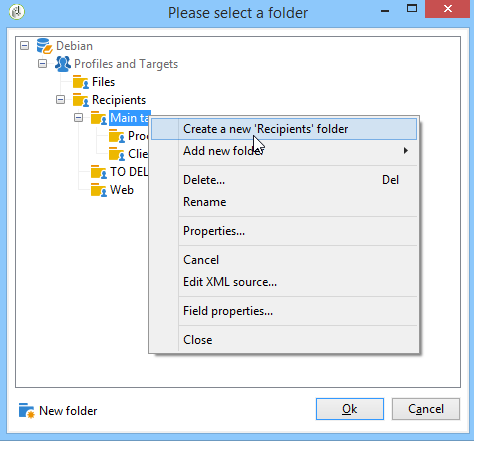 Please select a folder
Debian
Profiles and Targets
Files
Recipients
Main ta
Create a new 'Recipients' folder
Proc
Add new folder
Clie
TO DEL
Delete... Del
Web
Rename
Properties...
Cancel
Edit XML source...
Field properties...
Close
New folder
Ok
Cancel